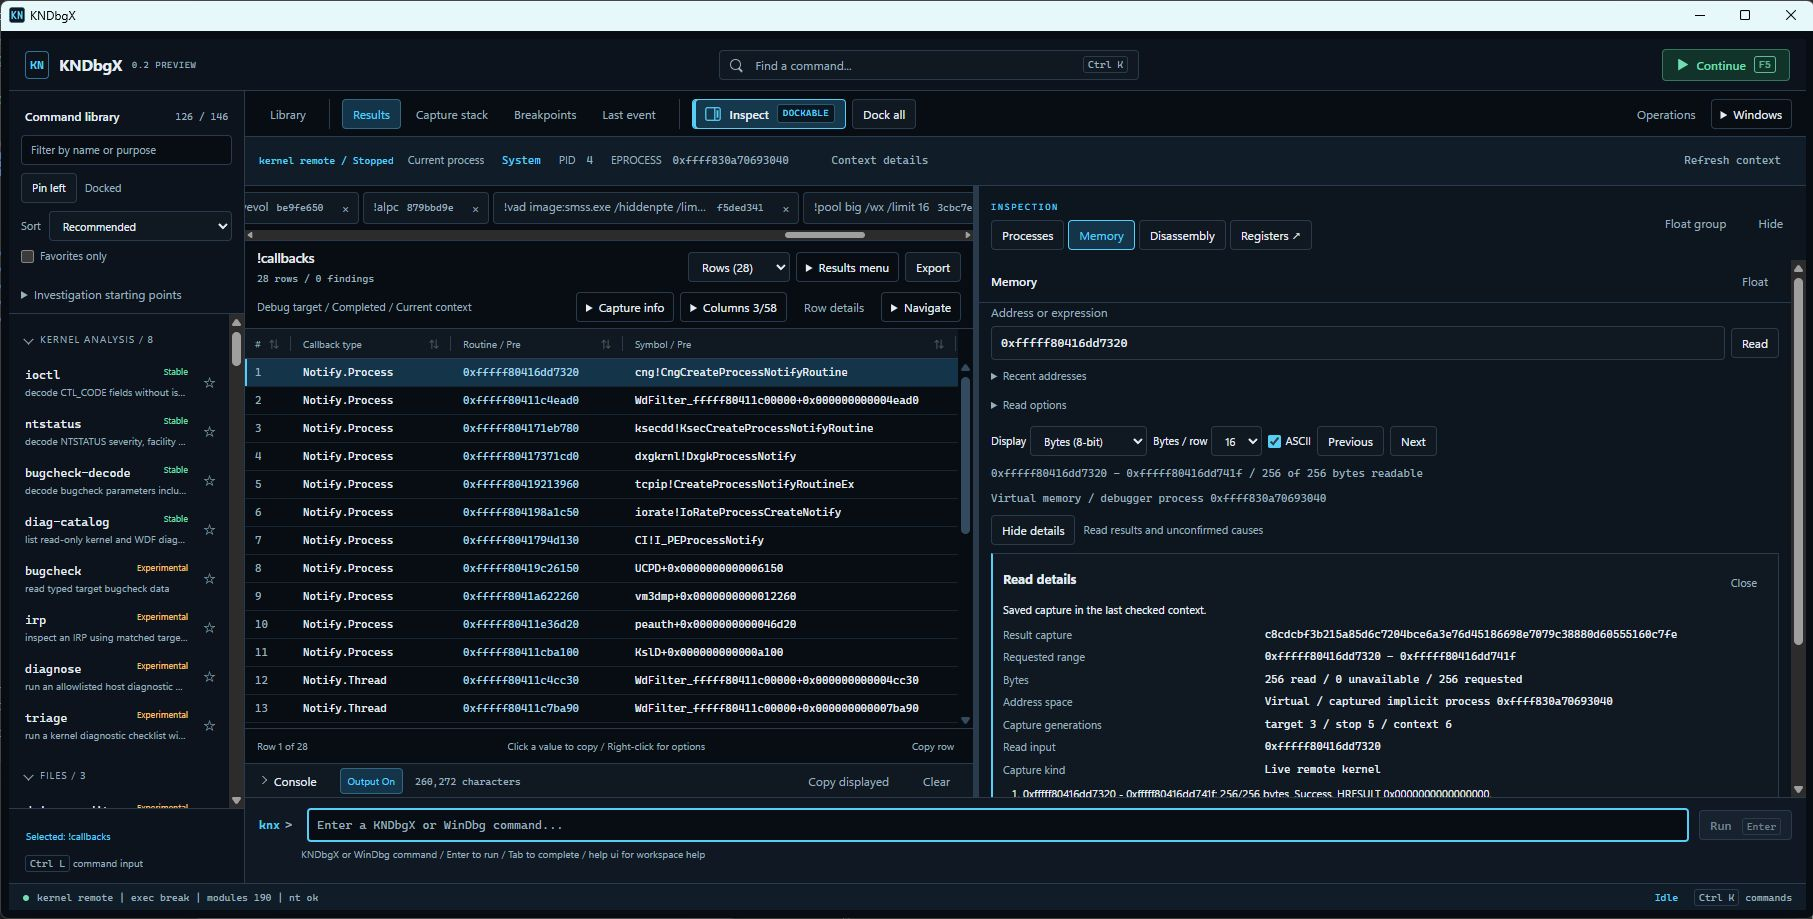 KN KNDbgX
KN KNDbgX 0.2 PREVIEW
Find a command... Ctrl K
Continue F5
Command library 126 / 146
Filter by name or purpose
Pin left Docked
Sort Recommended
Favorites only
Investigation starting points
KERNEL ANALYSIS / 8
ioctl Stable
decode CTL_CODE fields without is...
ntstatus Stable
decode NTSTATUS severity, facility ...
bugcheck-decode Stable
decode bugcheck parameters inclu...
diag-catalog Stable
list read-only kernel and WDF diag...
bugcheck Experimental
read typed target bugcheck data
irp Experimental
inspect an IRP using matched targe...
diagnose Experimental
run an allowlisted host diagnostic ...
triage Experimental
run a kernel diagnostic checklist wi...
FILES / 3
Selected: !callbacks
Ctrl L command input
Library Results Capture stack Breakpoints Last event Inspect DOCKABLE Dock all Operations Windows
kernel remote / Stopped Current process System PID 4 EPROCESS 0xffff830a70693040 Context details Refresh context
evol be9fe650 × !alpc 879bbd9e × !vad image:smss.exe /hiddenpte /lim... f5ded341 × !pool big /wx /limit 16 3cbc7e
!callbacks
28 rows / 0 findings
Rows (28) Results menu Export
Debug target / Completed / Current context Capture info Columns 3/58 Row details Navigate
# Callback type Routine / Pre Symbol / Pre
1 Notify.Process 0xfffff80416dd7320 cng!CngCreateProcessNotifyRoutine
2 Notify.Process 0xfffff80411c4ead0 WdFilter_fffff80411c00000+0x000000000004ead0
3 Notify.Process 0xfffff804171eb780 ksecdd!KsecCreateProcessNotifyRoutine
4 Notify.Process 0xfffff80417371cd0 dxgkrnl!DxgkProcessNotify
5 Notify.Process 0xfffff80419213960 tcpip!CreateProcessNotifyRoutineEx
6 Notify.Process 0xfffff804198a1c50 iorate!IoRateProcessCreateNotify
7 Notify.Process 0xfffff8041794d130 CI!I_PEProcessNotify
8 Notify.Process 0xfffff80419c26150 UCPD+0x0000000000006150
9 Notify.Process 0xfffff8041a622260 vm3dmp+0x0000000000012260
10 Notify.Process 0xfffff80411e36d20 peauth+0x0000000000046d20
11 Notify.Process 0xfffff80411cba100 KslD+0x000000000000a100
12 Notify.Thread 0xfffff80411c4cc30 WdFilter_fffff80411c00000+0x000000000004cc30
13 Notify.Thread 0xfffff80411c7ba90 WdFilter_fffff80411c00000+0x000000000007ba90
Row 1 of 28 Click a value to copy / Right-click for options Copy row
Console Output On 260,272 characters Copy displayed Clear
INSPECTION
Processes Memory Disassembly Registers ↗ Float group Hide
Memory Float
Address or expression
0xfffff80416dd7320 Read
Recent addresses
Read options
Display Bytes (8-bit) Bytes / row 16 ASCII Previous Next
0xfffff80416dd7320 - 0xfffff80416dd741f / 256 of 256 bytes readable
Virtual memory / debugger process 0xffff830a70693040
Hide details Read results and unconfirmed causes
Read details Close
Saved capture in the last checked context.
Result capture c8cdcbf3b215a85d6c7204bce6a3e76d45186698e7079c38880d60555160c7fe
Requested range 0xfffff80416dd7320 - 0xfffff80416dd741f
Bytes 256 read / 0 unavailable / 256 requested
Address space Virtual / captured implicit process 0xffff830a70693040
Capture generations target 3 / stop 5 / context 6
Read input 0xfffff80416dd7320
Capture kind Live remote kernel
1. 0xfffff80416dd7320 - 0xfffff80416dd741f: 256/256 bytes. Success. HRESULT 0x0000000000000000.
knx > Enter a KNDbgX or WinDbg command... Run Enter
KNDbgX or WinDbg command / Enter to run / Tab to complete / help ui for workspace help
kernel remote | exec break | modules 190 | nt ok Idle Ctrl K commands